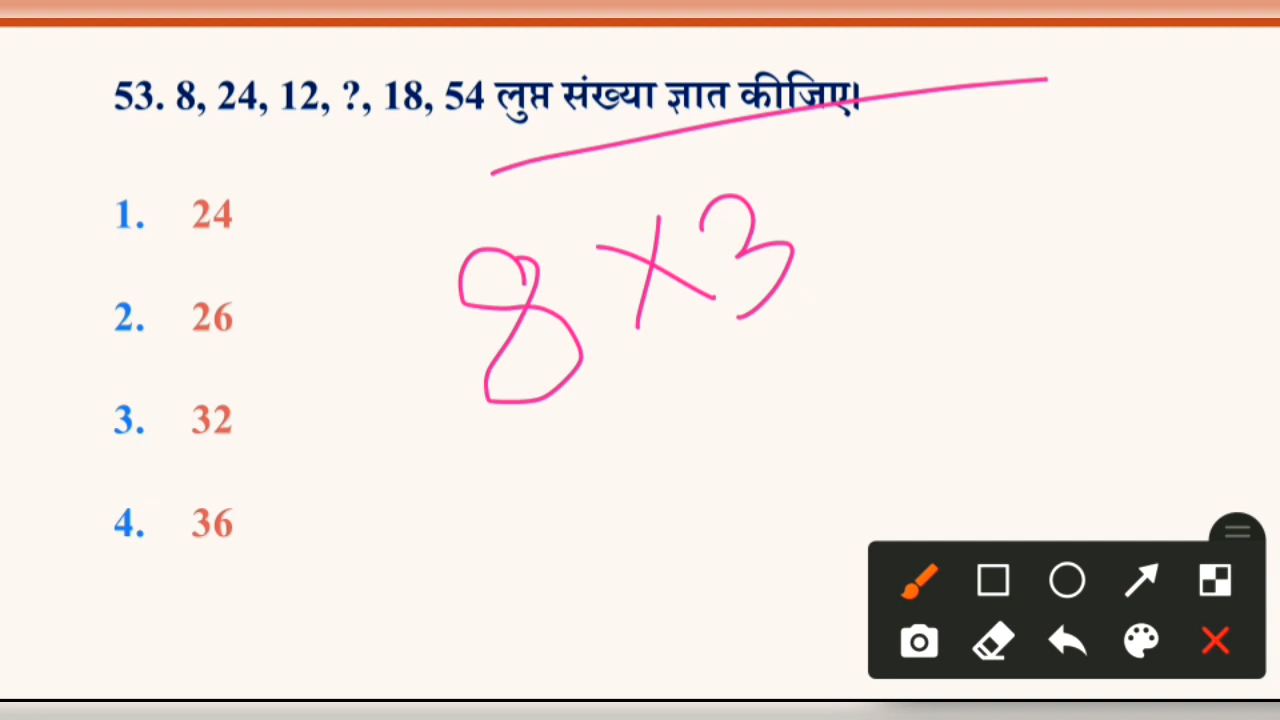 53. 8, 24, 12, ?, 18, 54 लुप्त संख्या ज्ञात कीजिए।
1. 24
8 × 3
2. 26
3. 32
4. 36